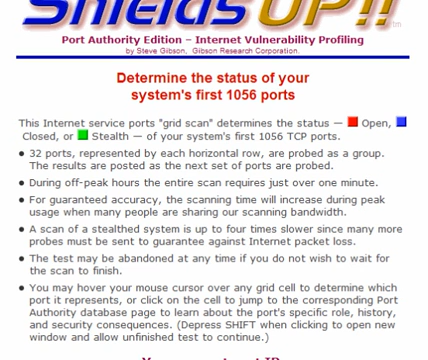 Shields UP!!
tm
Port Authority Edition – Internet Vulnerability Profiling
by Steve Gibson, Gibson Research Corporation.
Determine the status of your
system's first 1056 ports
This Internet service ports "grid scan" determines the status — Open,
Closed, or Stealth — of your system's first 1056 TCP ports.
● 32 ports, represented by each horizontal row, are probed as a group.
The results are posted as the next set of ports are probed.
● During off-peak hours the entire scan requires just over one minute.
● For guaranteed accuracy, the scanning time will increase during peak
usage when many people are sharing our scanning bandwidth.
● A scan of a stealthed system is up to four times slower since many more
probes must be sent to guarantee against Internet packet loss.
● The test may be abandoned at any time if you do not wish to wait for
the scan to finish.
● You may hover your mouse cursor over any grid cell to determine which
port it represents, or click on the cell to jump to the corresponding Port
Authority database page to learn about the port's specific role, history,
and security consequences. (Depress SHIFT when clicking to open new
window and allow unfinished test to continue.)